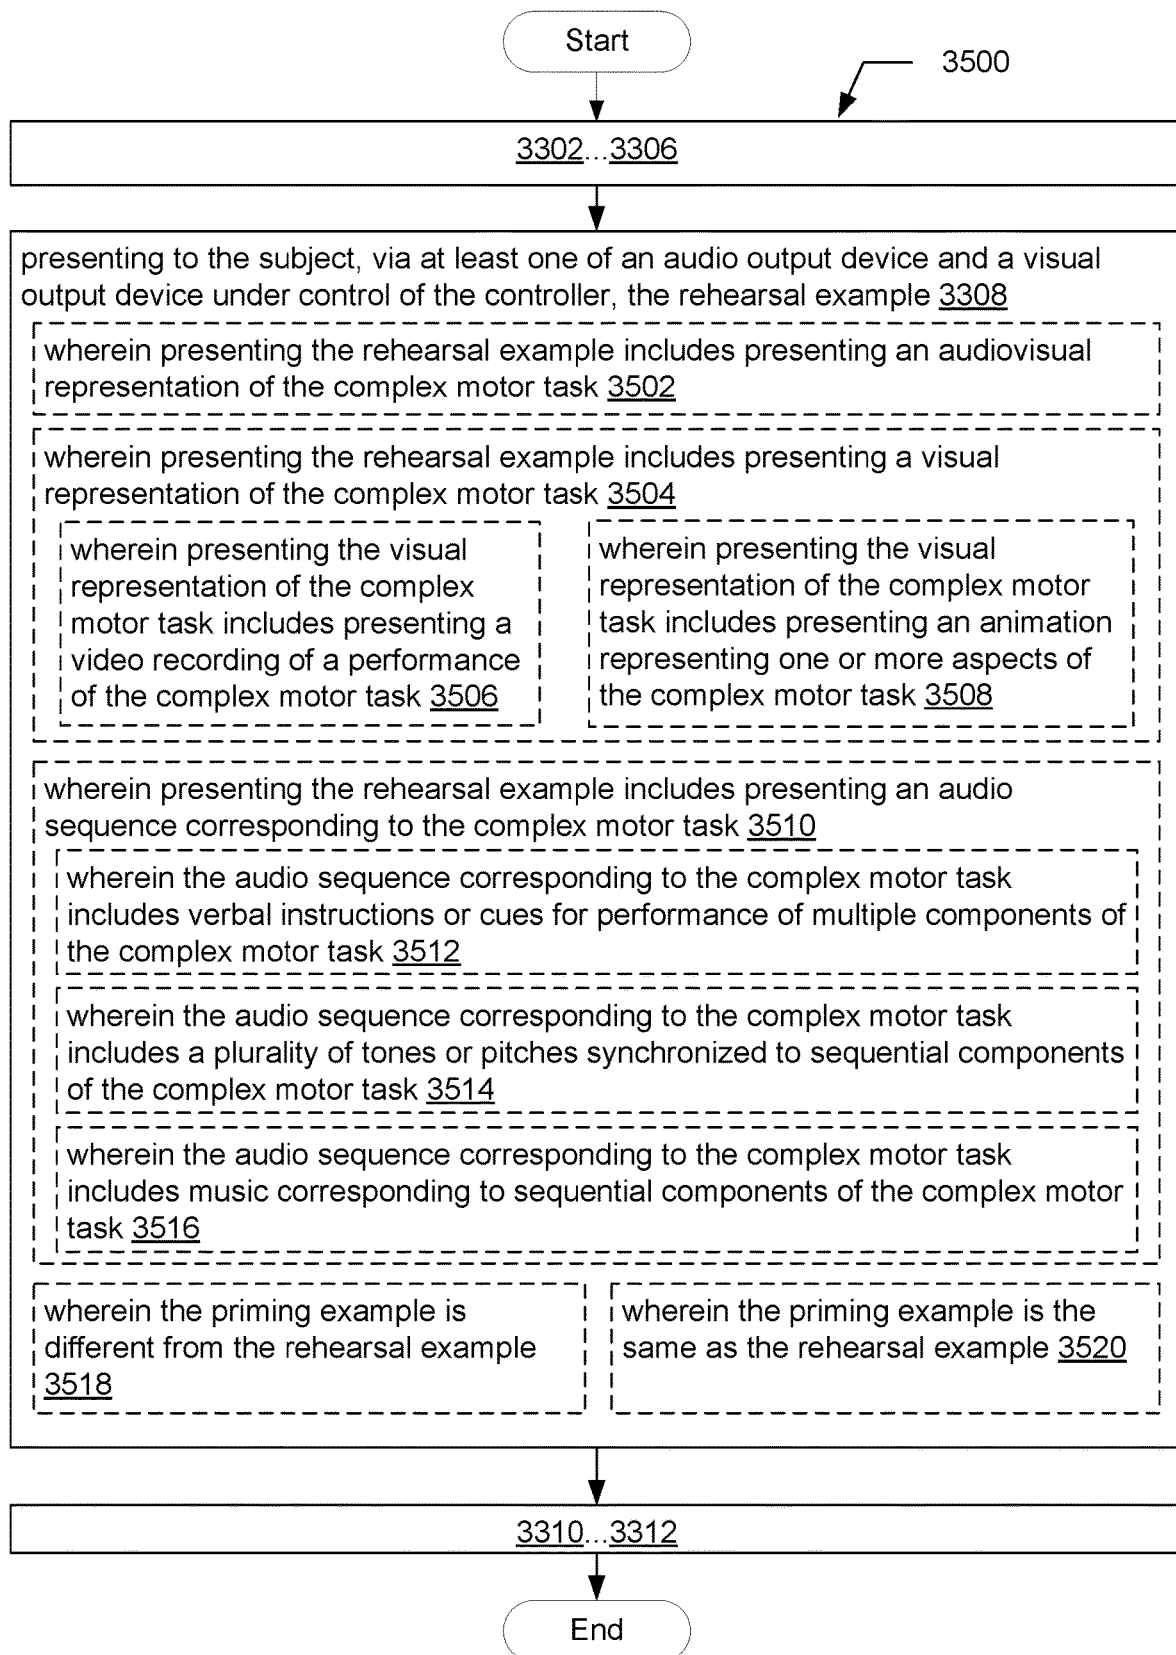 Start
3500
3302...3306
presenting to the subject, via at least one of an audio output device and a visual
output device under control of the controller, the rehearsal example 3308
wherein presenting the rehearsal example includes presenting an audiovisual
representation of the complex motor task 3502
wherein presenting the rehearsal example includes presenting a visual
representation of the complex motor task 3504
wherein presenting the visual
representation of the complex
motor task includes presenting a
video recording of a performance
of the complex motor task 3506
wherein presenting the visual
representation of the complex motor
task includes presenting an animation
representing one or more aspects of
the complex motor task 3508
wherein presenting the rehearsal example includes presenting an audio
sequence corresponding to the complex motor task 3510
wherein the audio sequence corresponding to the complex motor task
includes verbal instructions or cues for performance of multiple components of
the complex motor task 3512
wherein the audio sequence corresponding to the complex motor task
includes a plurality of tones or pitches synchronized to sequential components
of the complex motor task 3514
wherein the audio sequence corresponding to the complex motor task
includes music corresponding to sequential components of the complex motor
task 3516
wherein the priming example is
different from the rehearsal example
3518
wherein the priming example is the
same as the rehearsal example 3520
3310...3312
End